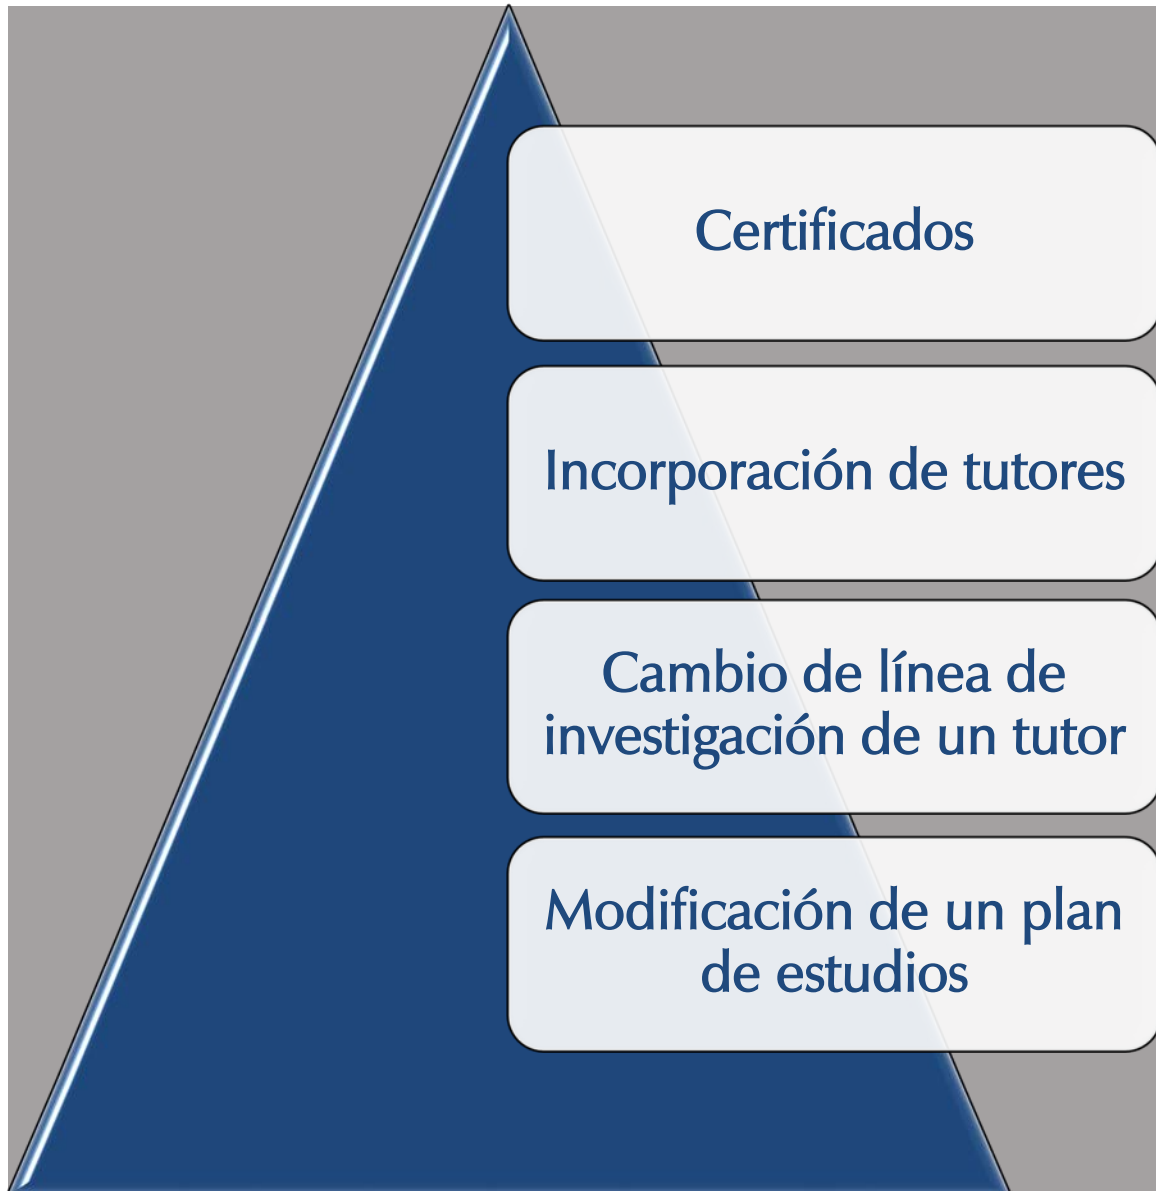 Certificados
Incorporación de tutores
Cambio de línea de
investigación de un tutor
Modificación de un plan
de estudios